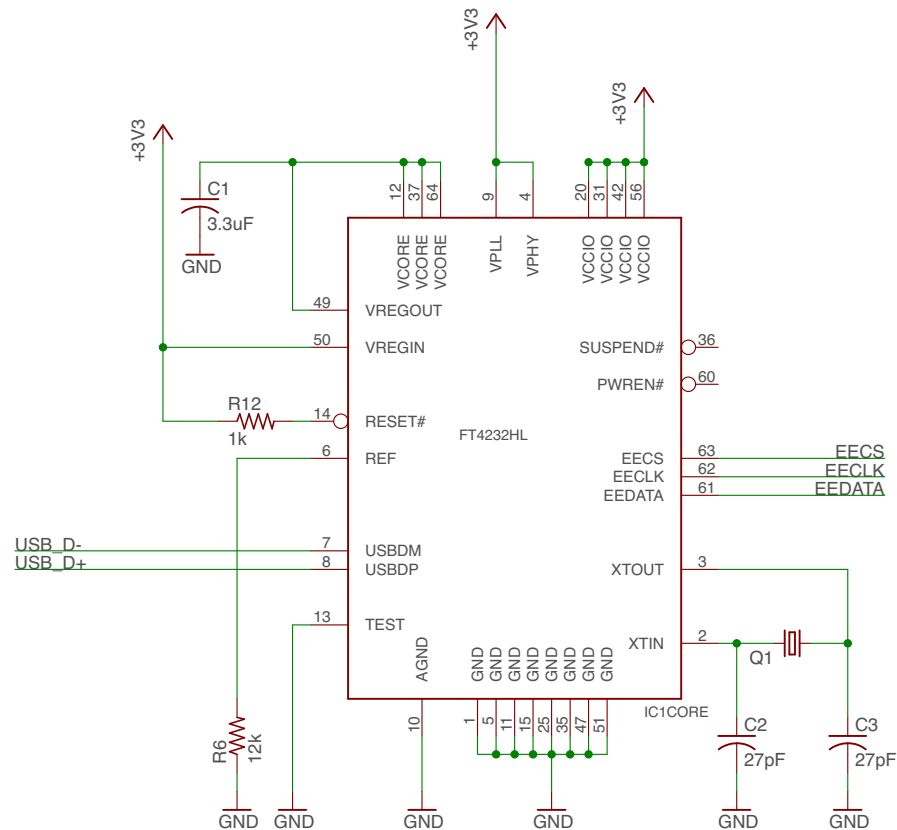 +3V3
+3V3
+3V3
C1
3.3uF
GND
12
37
64
9
4
20
31
42
56
VCORE
VCORE
VCORE
VPLL
VPHY
VCCIO
VCCIO
VCCIO
VCCIO
49
VREGOUT
50
VREGIN
SUSPEND#
36
PWREN#
60
R12
1k
14
RESET#
FT4232HL
6
REF
EECS
63
EECS
EECLK
62
EECLK
EEDATA
61
EEDATA
USB_D-
7
USBDM
USB_D+
8
USBDP
XTOUT
3
13
TEST
XTIN
2
Q1
AGND
GND
GND
GND
GND
GND
GND
GND
GND
10
1
5
11
15
25
35
47
51
IC1CORE
R6
12k
C2
27pF
C3
27pF
GND
GND
GND
GND
GND
GND